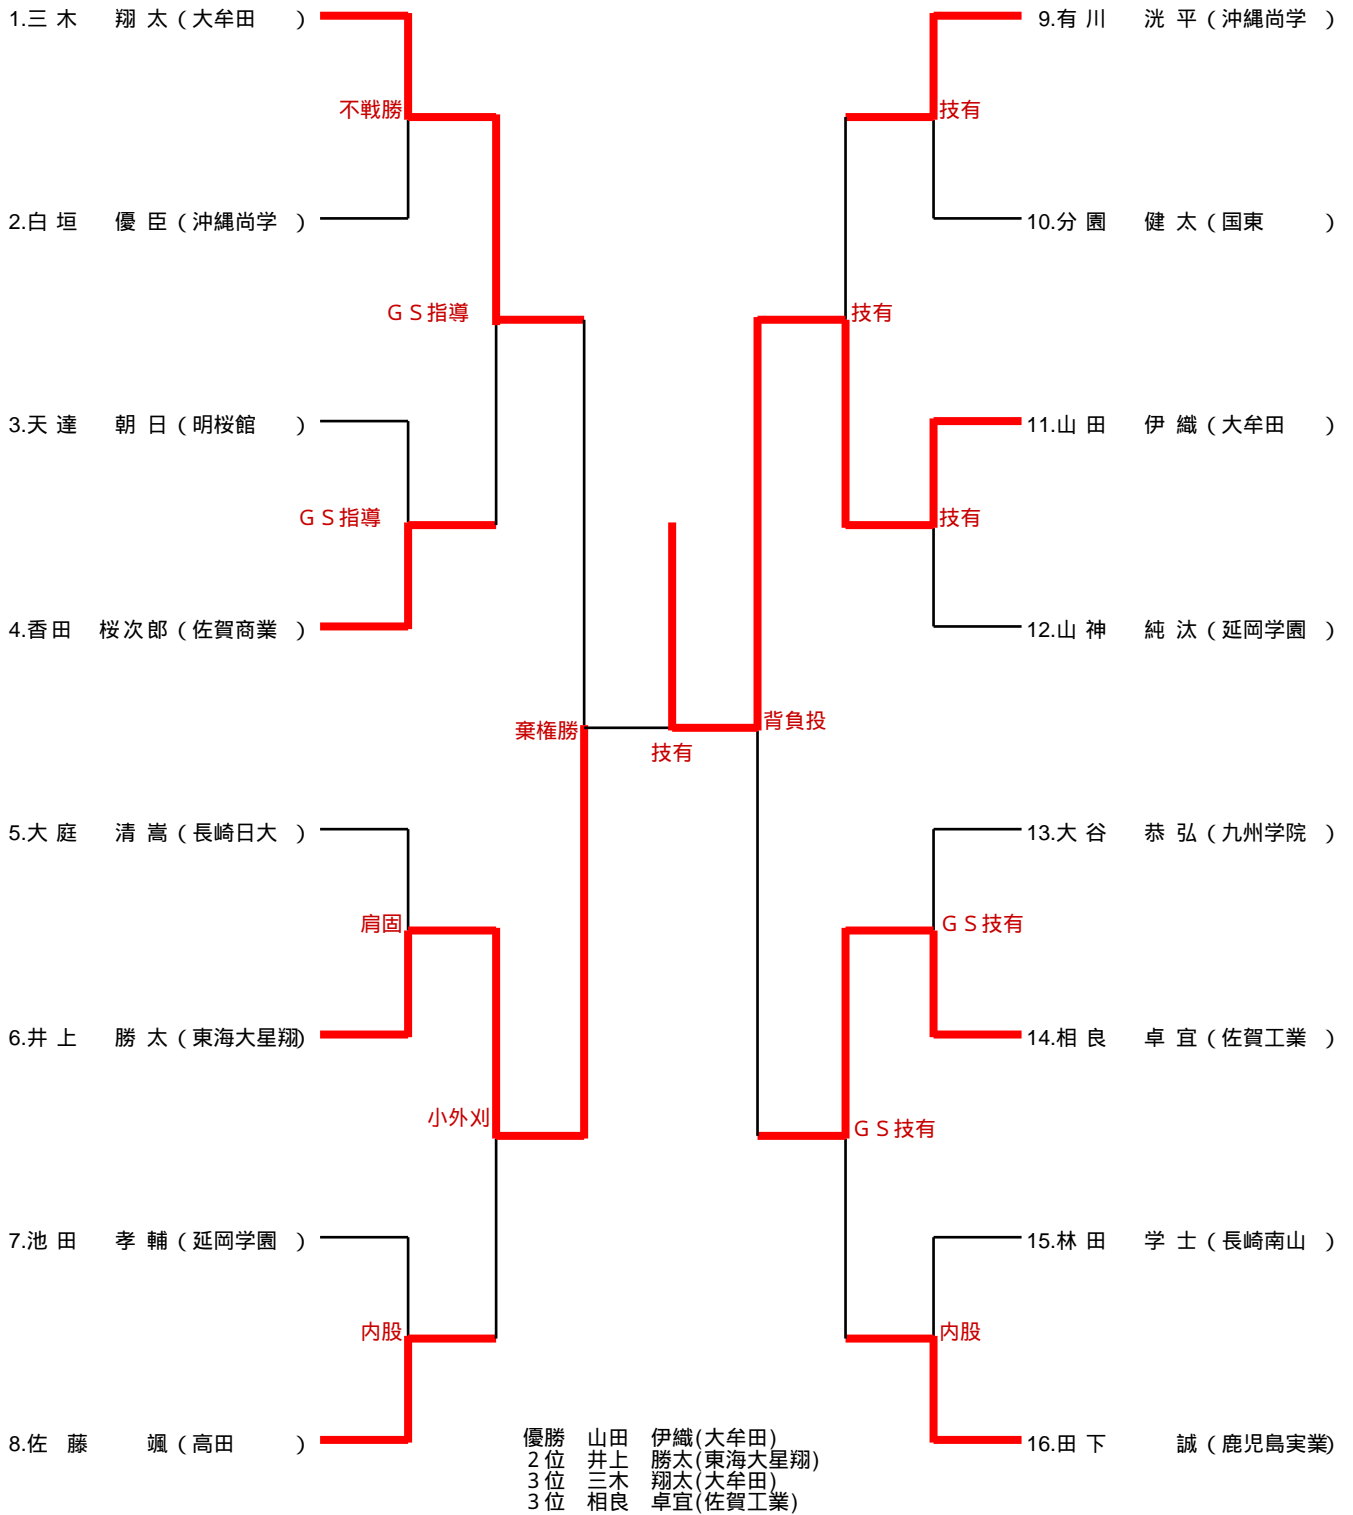 1.三木 翔太(大牟田)
不戦勝
2.白垣 優臣(沖縄尚学)
GS指導
3.天達 朝日(明桜館)
GS指導
4.香田 桜次郎(佐賀商業)
棄権勝
5.大庭 清嵩(長崎日大)
肩固
6.井上 勝太(東海大星翔)
小外刈
7.池田 孝輔(延岡学園)
内股
8.佐藤 颯(高田)
技有
9.有川 洸平(沖縄尚学)
技有
10.分園 健太(国東)
技有
11.山田 伊織(大牟田)
技有
12.山神 純汰(延岡学園)
背負投
13.大谷 恭弘(九州学院)
GS技有
14.相良 卓宜(佐賀工業)
GS技有
15.林田 学士(長崎南山)
内股
16.田下 誠(鹿児島実業)
優勝 山田 伊織(大牟田)
2位 井上 勝太(東海大星翔)
3位 三木 翔太(大牟田)
3位 相良 卓宜(佐賀工業)